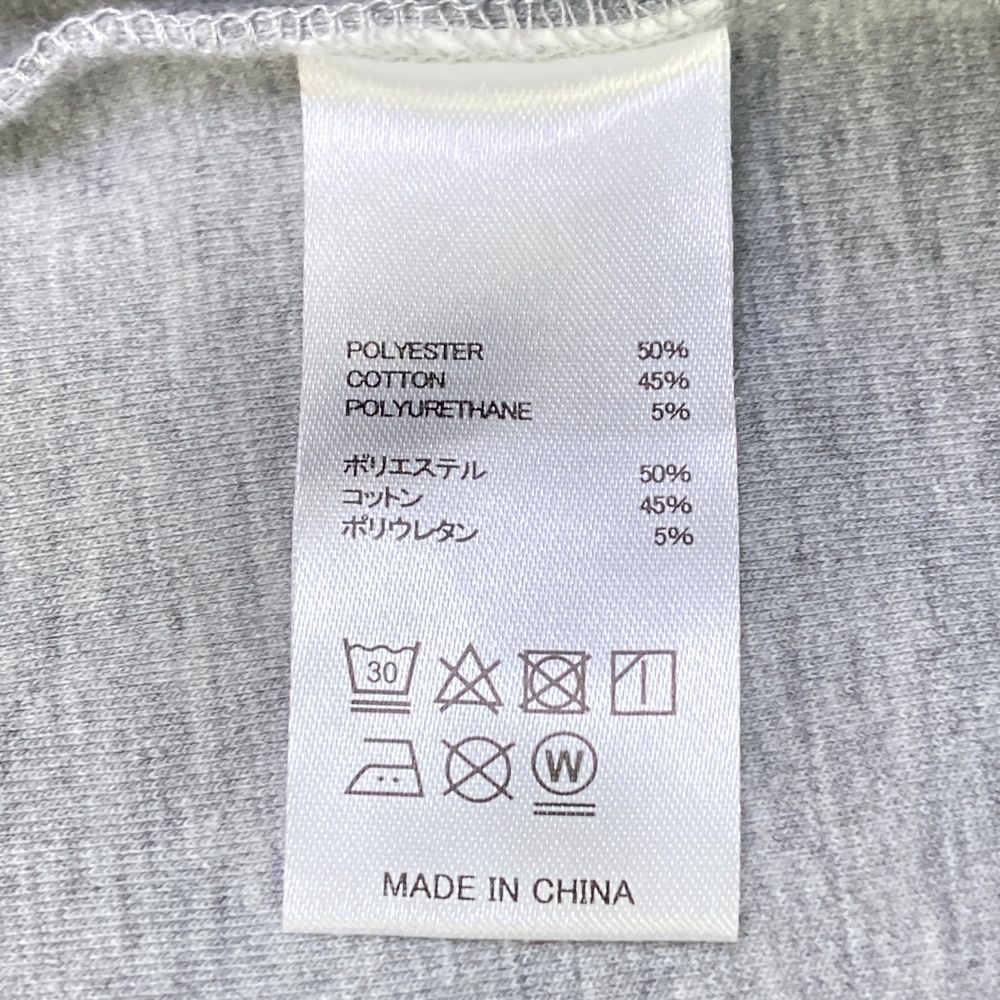 POLYESTER 50%
COTTON 45%
POLYURETHANE 5%
ポリエステル 50%
コットン 45%
ポリウレタン 5%
30
W
MADE IN CHINA